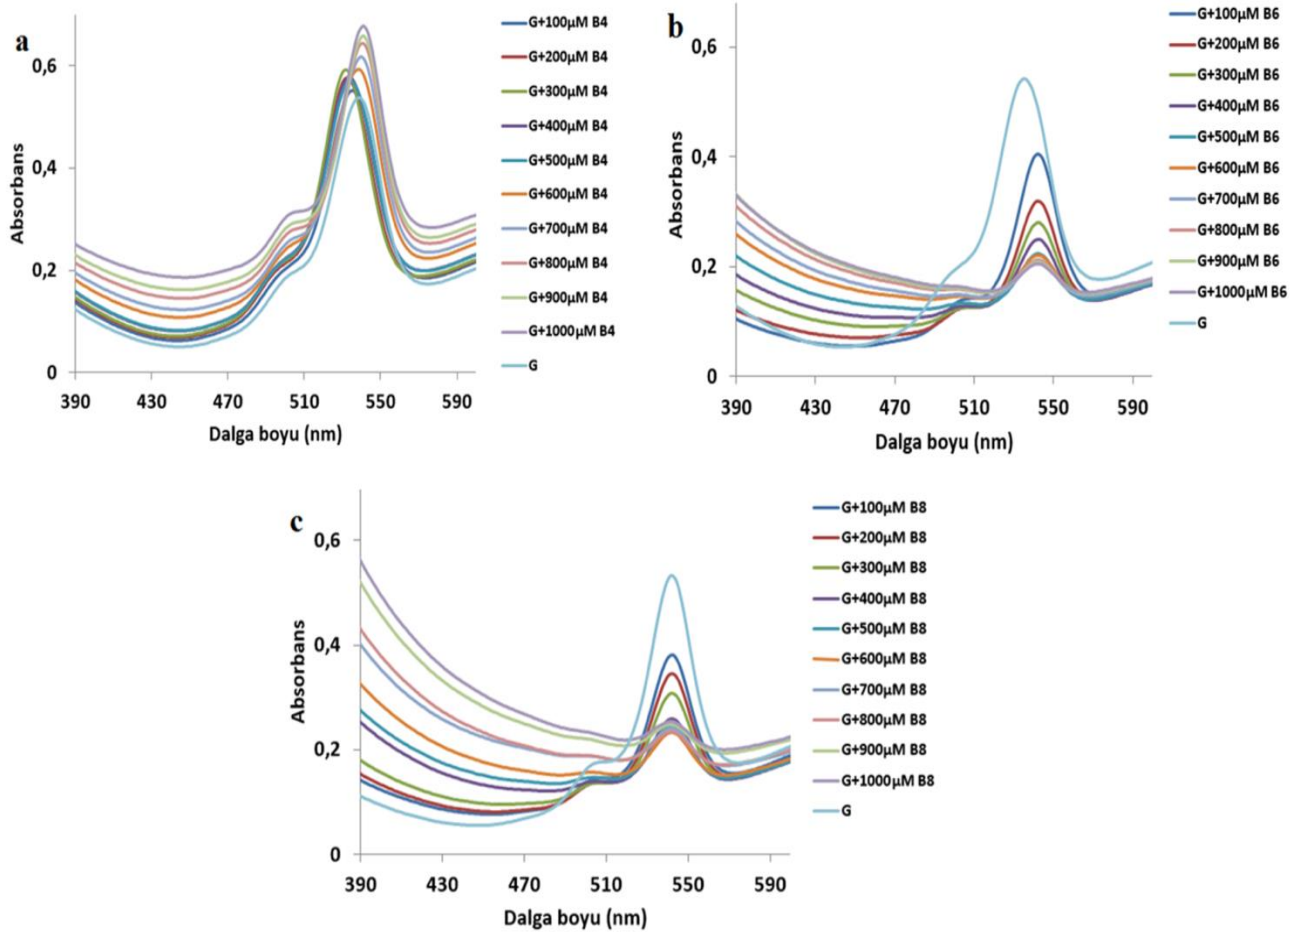 a
Absorbans
0,6
0,4
0,2
0
390 430 470 510 550 590
Dalga boyu (nm)
G+100µM B4
G+200µM B4
G+300µM B4
G+400µM B4
G+500µM B4
G+600µM B4
G+700µM B4
G+800µM B4
G+900µM B4
G+1000µM B4
G
b
Absorbans
0,6
0,4
0,2
0
390 430 470 510 550 590
Dalga boyu (nm)
G+100µM B6
G+200µM B6
G+300µM B6
G+400µM B6
G+500µM B6
G+600µM B6
G+700µM B6
G+800µM B6
G+900µM B6
G+1000µM B6
G
c
Absorbans
0,6
0,4
0,2
0
390 430 470 510 550 590
Dalga boyu (nm)
G+100µM B8
G+200µM B8
G+300µM B8
G+400µM B8
G+500µM B8
G+600µM B8
G+700µM B8
G+800µM B8
G+900µM B8
G+1000µM B8
G